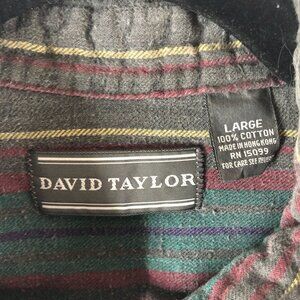 LARGE
100% COTTON
MADE IN HONG KONG
RN 15099
FOR CARE SEE REVERSE
DAVID TAYLOR